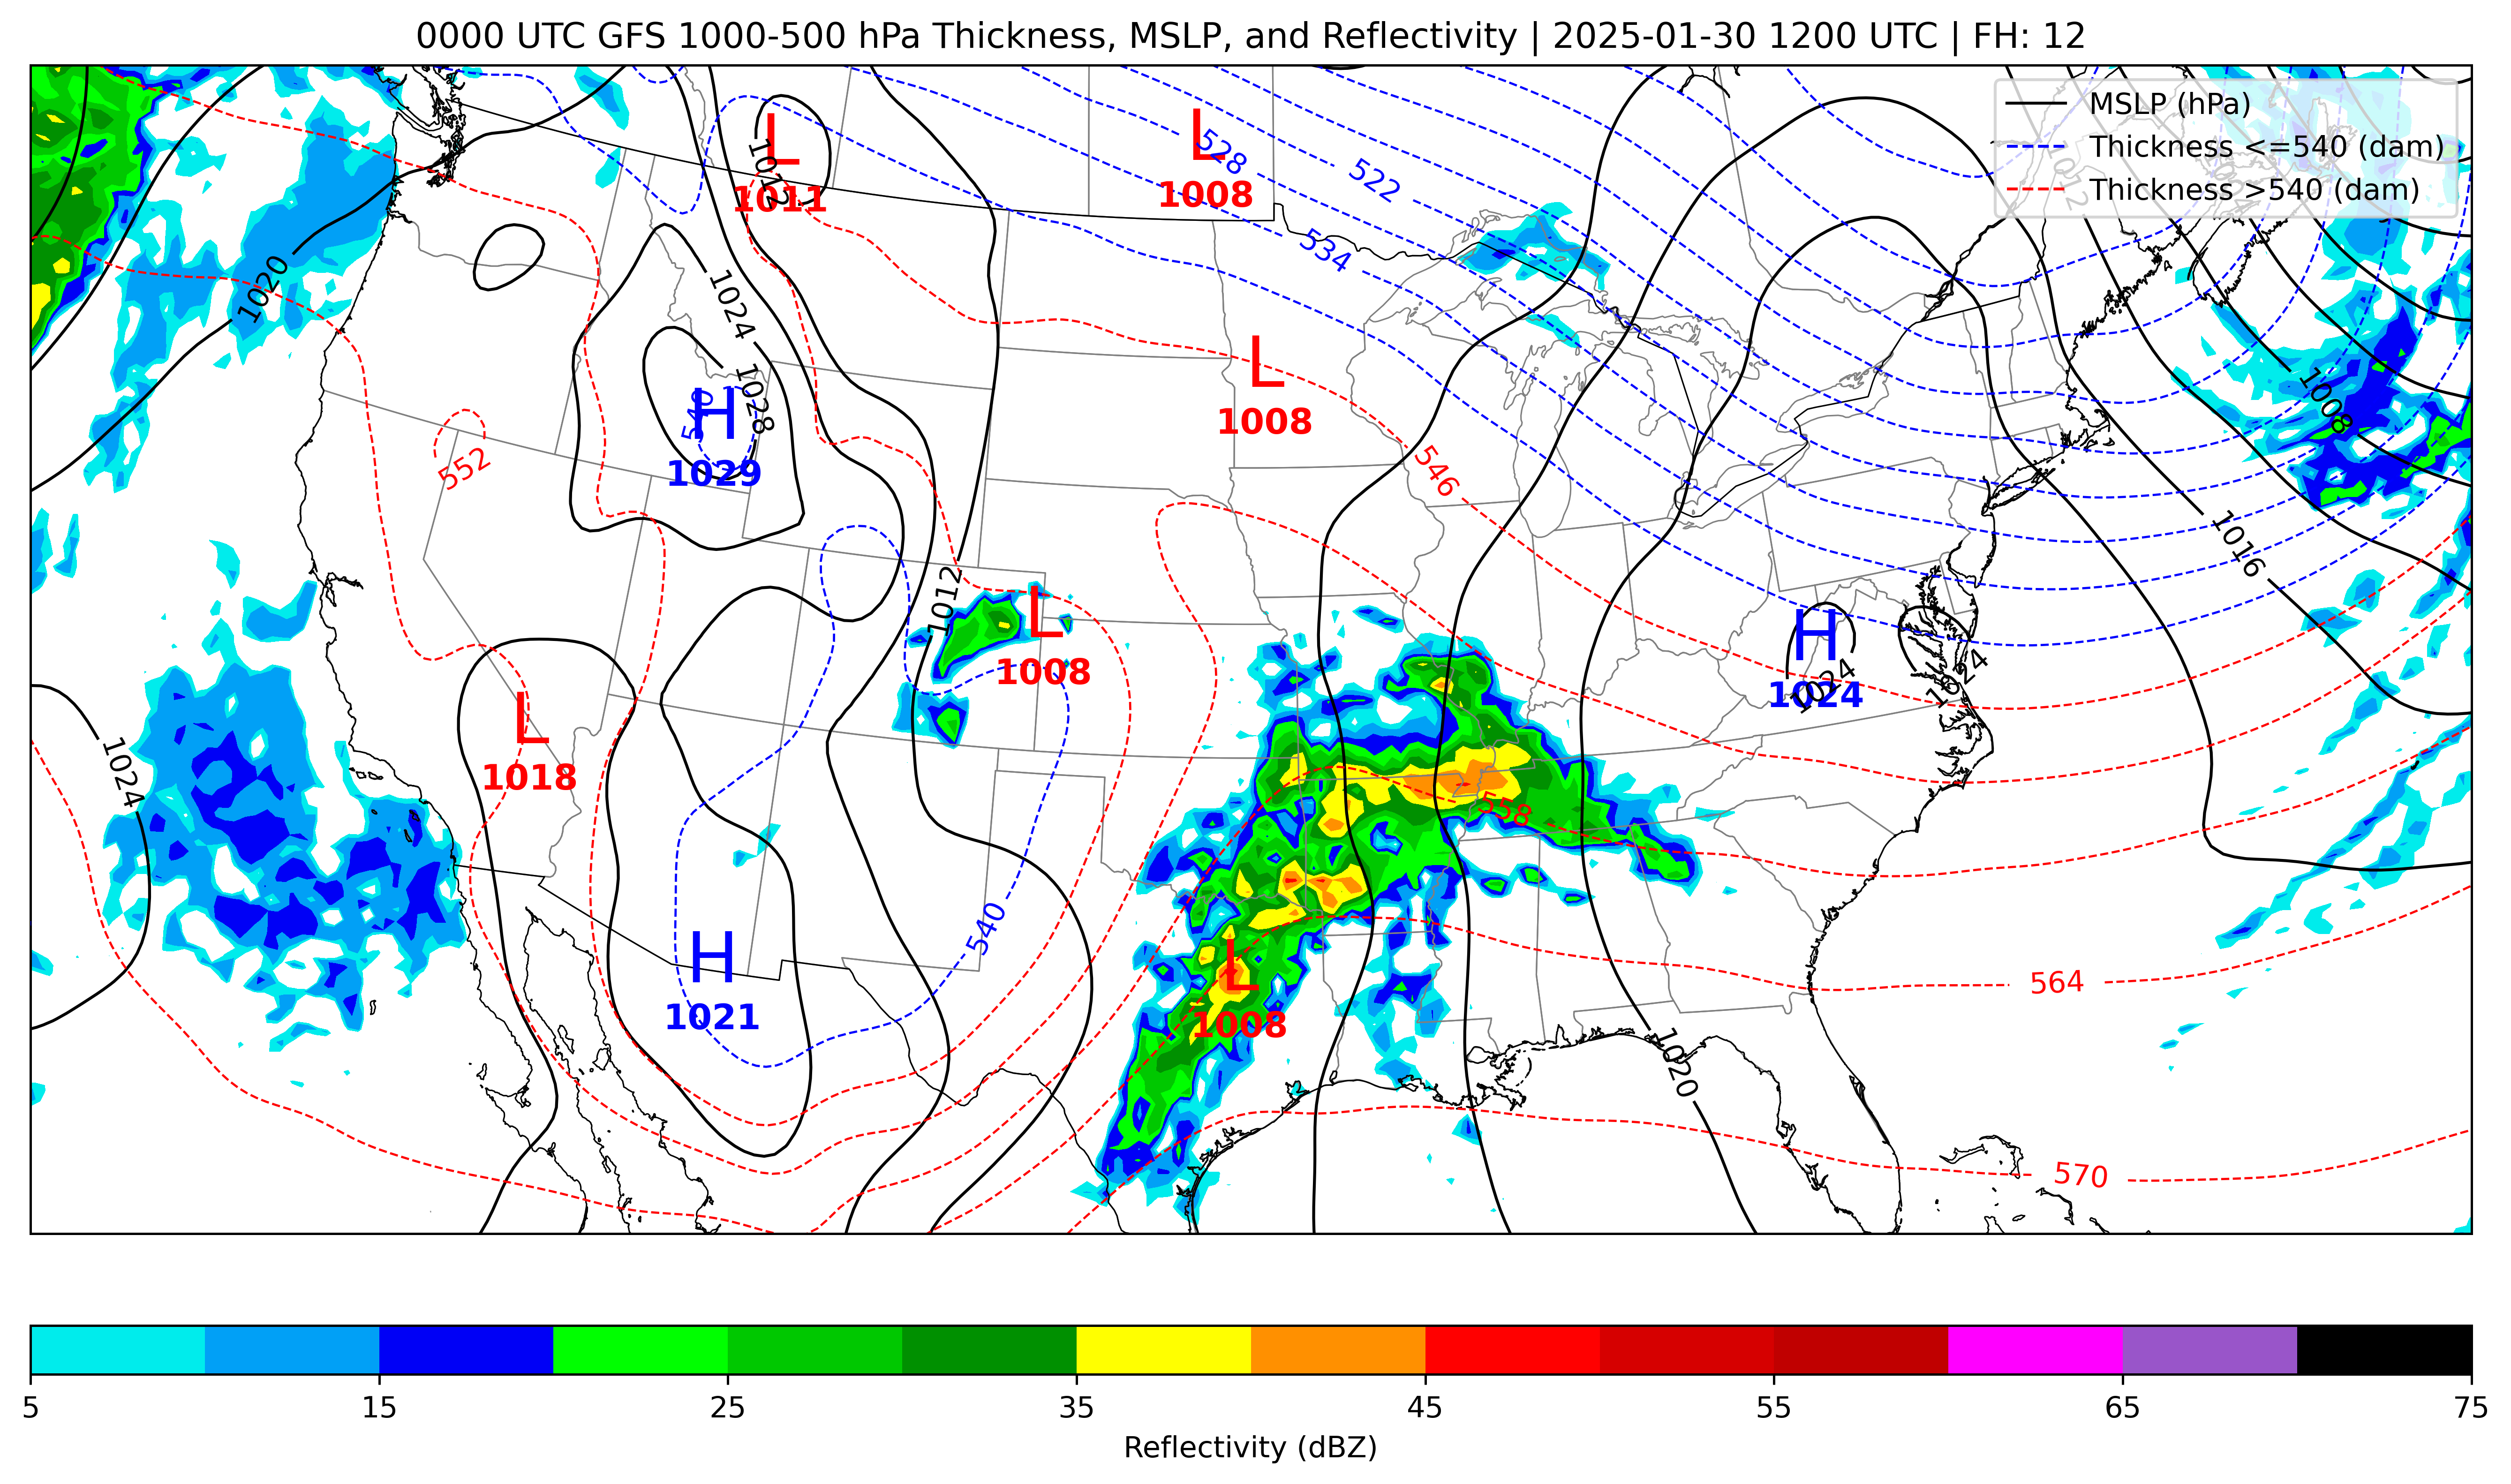 0000 UTC GFS 1000-500 hPa Thickness, MSLP, and Reflectivity | 2025-01-30 1200 UTC | FH: 12
MSLP (hPa)
Thickness <=540 (dam)
Thickness >540 (dam)
1012
L
1011
L
1008
528
522
534
1012
1020
1024
1028
540
H
1029
L
1008
1008
552
546
1016
1012
L
1008
H
1024
1024
1024
L
1018
1024
558
540
H
1021
L
1008
564
1020
570
5 15 25 35 45 55 65 75
Reflectivity (dBZ)